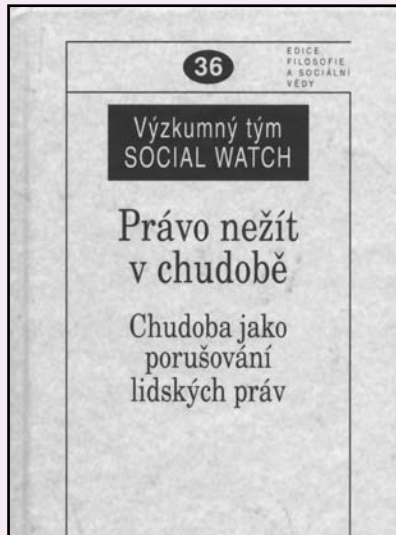 36
EDICE
FILOSOFIE
A SOCIÁLNÍ
VĚDY
Výzkumný tým
SOCIAL WATCH
Právo nežít
v chudobě
Chudoba jako
porušování
lidských práv